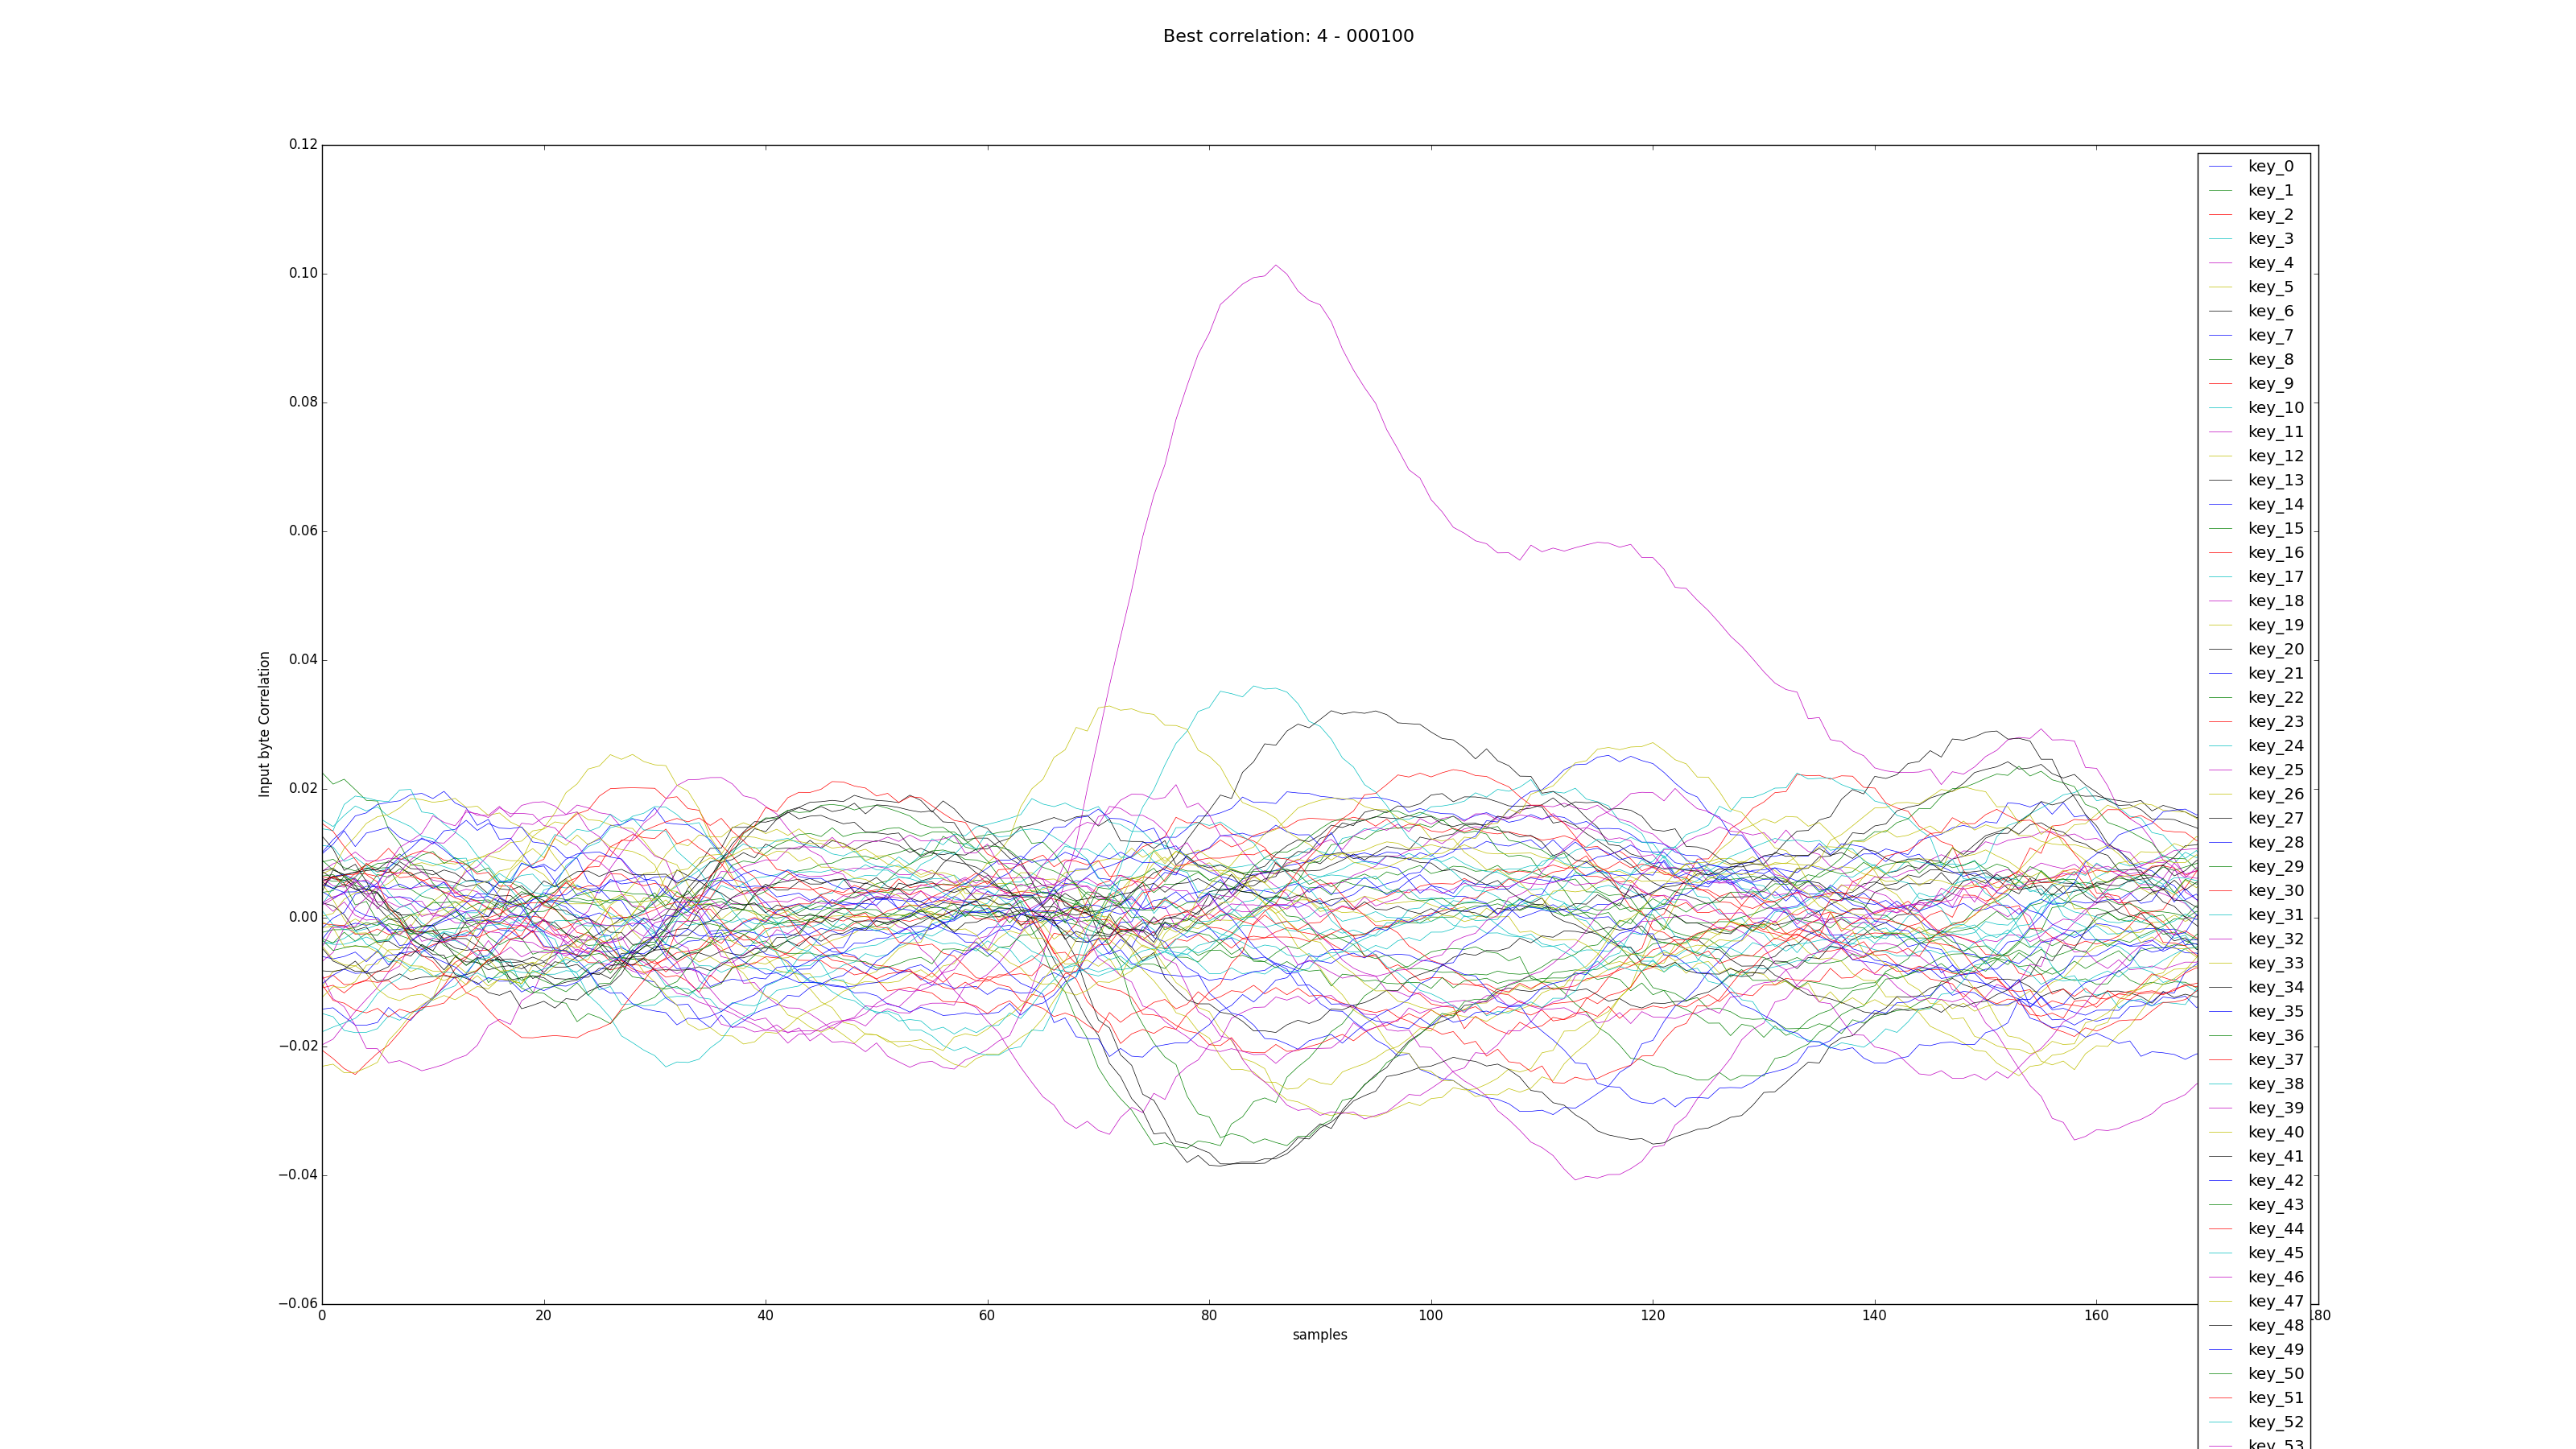 Best correlation: 4 - 000100
0.12
0.10
0.08
0.06
0.04
0.02
0.00
−0.02
−0.04
−0.06
Input byte Correlation
0 20 40 60 80 100 120 140 160 180
samples
key_0
key_1
key_2
key_3
key_4
key_5
key_6
key_7
key_8
key_9
key_10
key_11
key_12
key_13
key_14
key_15
key_16
key_17
key_18
key_19
key_20
key_21
key_22
key_23
key_24
key_25
key_26
key_27
key_28
key_29
key_30
key_31
key_32
key_33
key_34
key_35
key_36
key_37
key_38
key_39
key_40
key_41
key_42
key_43
key_44
key_45
key_46
key_47
key_48
key_49
key_50
key_51
key_52
key_53